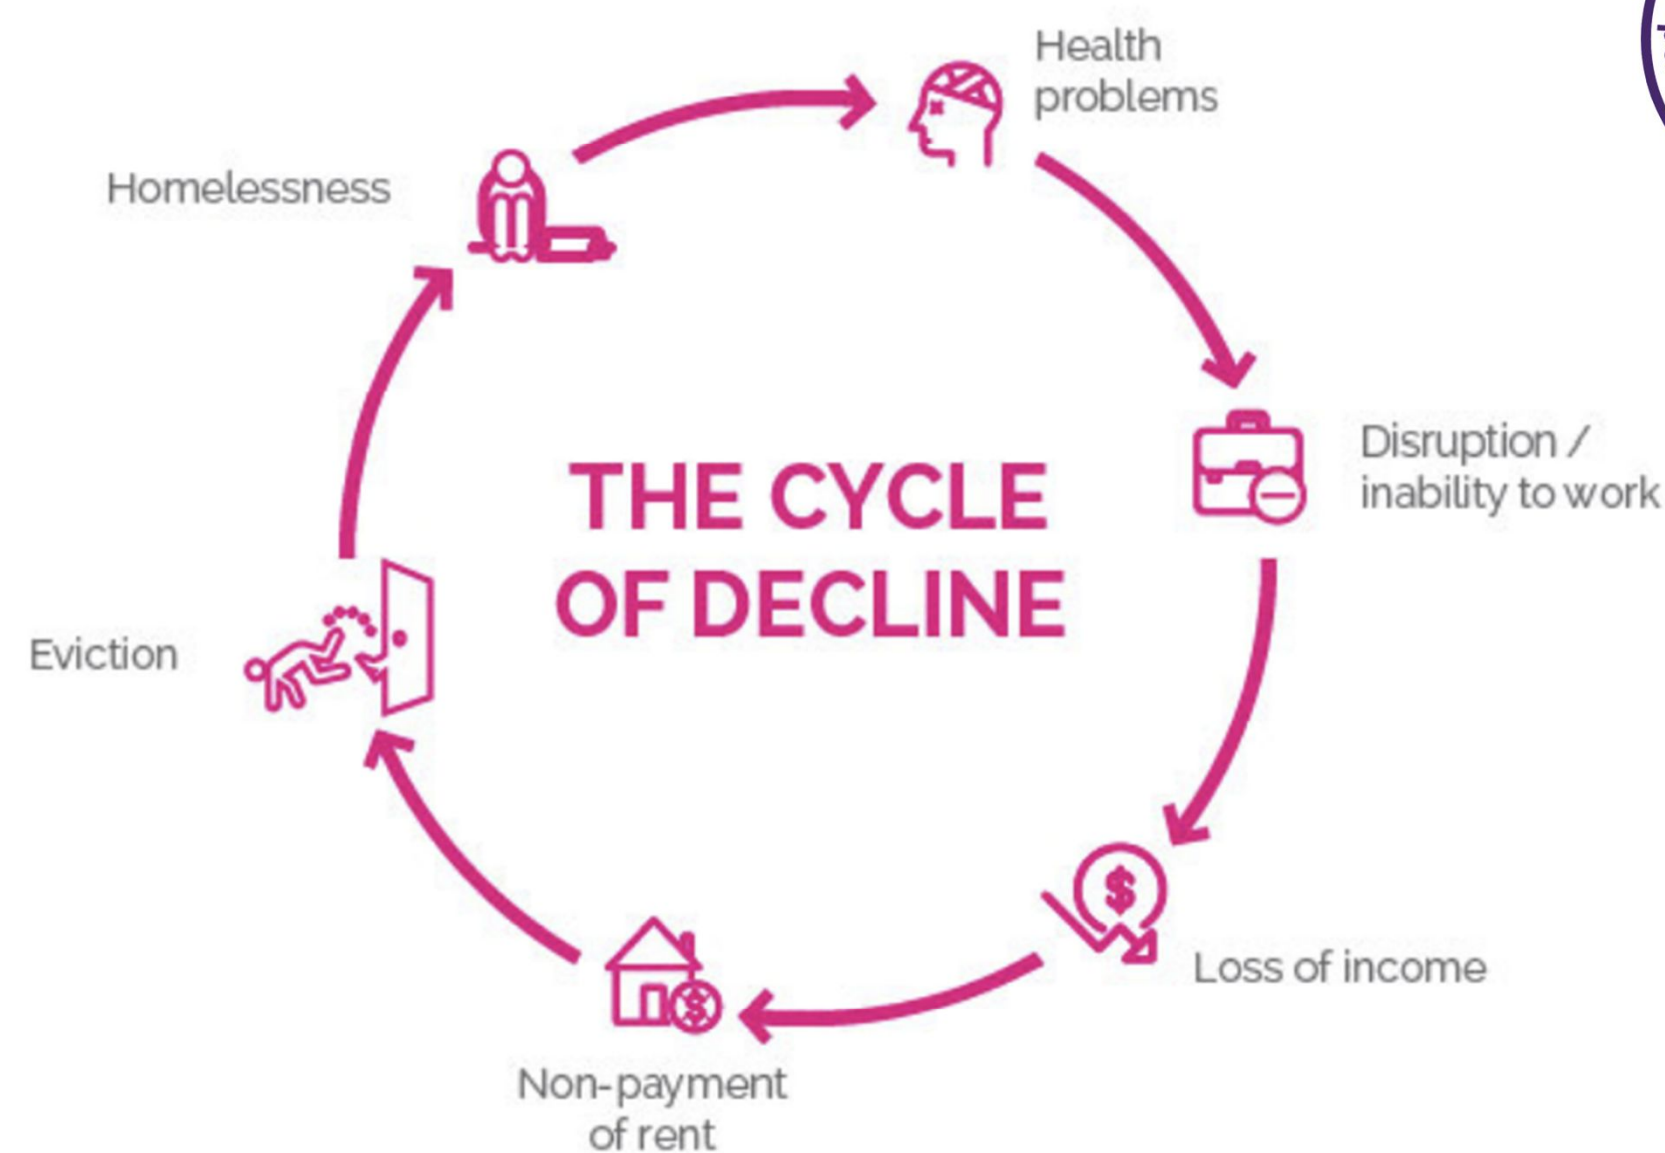 Health
problems
Homelessness
THE CYCLE
OF DECLINE
Disruption /
inability to work
Eviction
$
Loss of income
$
Non-payment
of rent